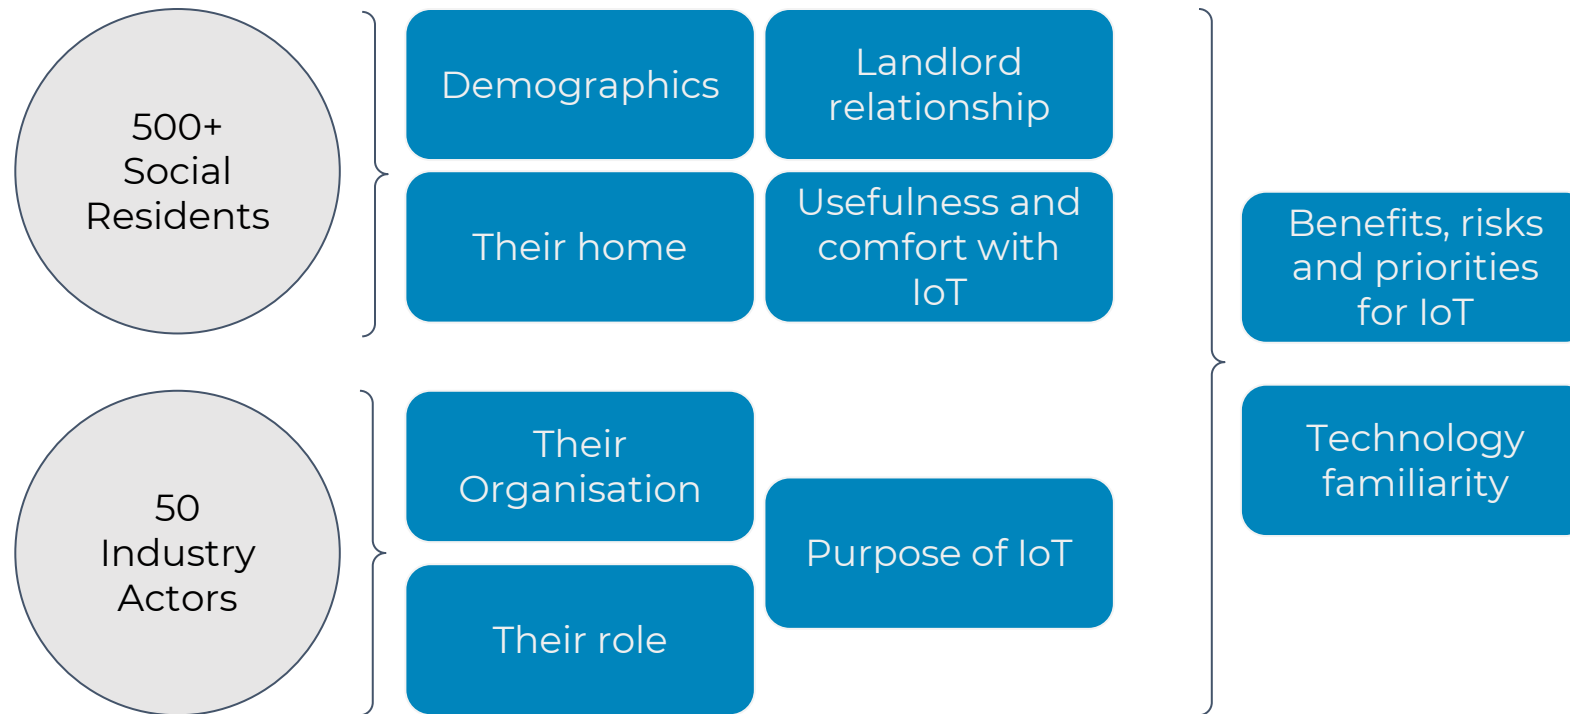 500+
Social
Residents
Demographics
Landlord
relationship
Their home
Usefulness and
comfort with
IoT
50
Industry
Actors
Their
Organisation
Their role
Purpose of IoT
Benefits, risks
and priorities
for IoT
Technology
familiarity